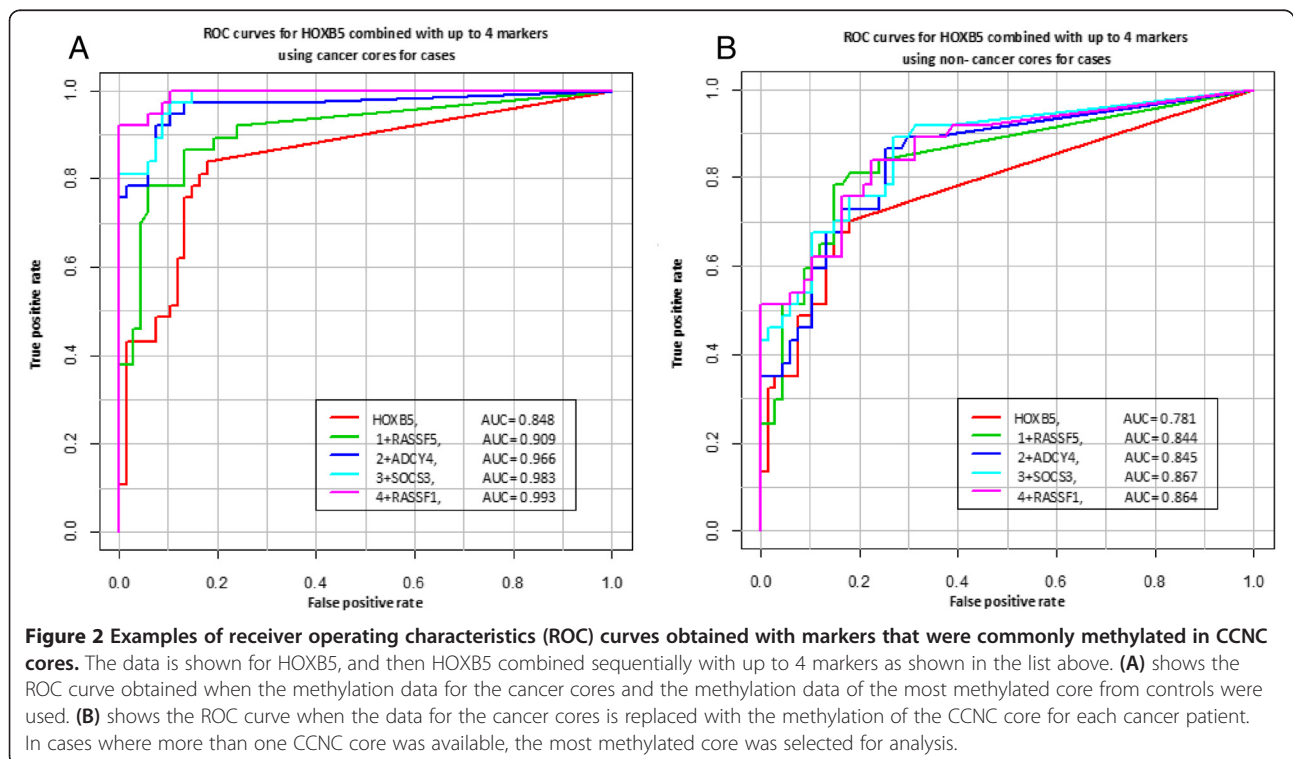 A
ROC curves for HOXB5 combined with up to 4 markers
using cancer cores for cases
True positive rate
1.0
0.8
0.6
0.4
0.2
0.0
HOXB5, AUC= 0.848
1+RASSF5, AUC= 0.909
2+ADCY4, AUC= 0.966
3+SOCS3, AUC= 0.983
4+RASSF1, AUC= 0.993
0.0 0.2 0.4 0.6 0.8 1.0
False positive rate
B
ROC curves for HOXB5 combined with up to 4 markers
using non- cancer cores for cases
True positive rate
1.0
0.8
0.6
0.4
0.2
0.0
HOXB5, AUC= 0.781
1+RASSF5, AUC= 0.844
2+ADCY4, AUC= 0.845
3+SOCS3, AUC= 0.867
4+RASSF1, AUC= 0.864
0.0 0.2 0.4 0.6 0.8 1.0
False positive rate
Figure 2 Examples of receiver operating characteristics (ROC) curves obtained with markers that were commonly methylated in CCNC
cores. The data is shown for HOXB5, and then HOXB5 combined sequentially with up to 4 markers as shown in the list above. (A) shows the
ROC curve obtained when the methylation data for the cancer cores and the methylation data of the most methylated core from controls were
used. (B) shows the ROC curve when the data for the cancer cores is replaced with the methylation of the CCNC core for each cancer patient.
In cases where more than one CCNC core was available, the most methylated core was selected for analysis.